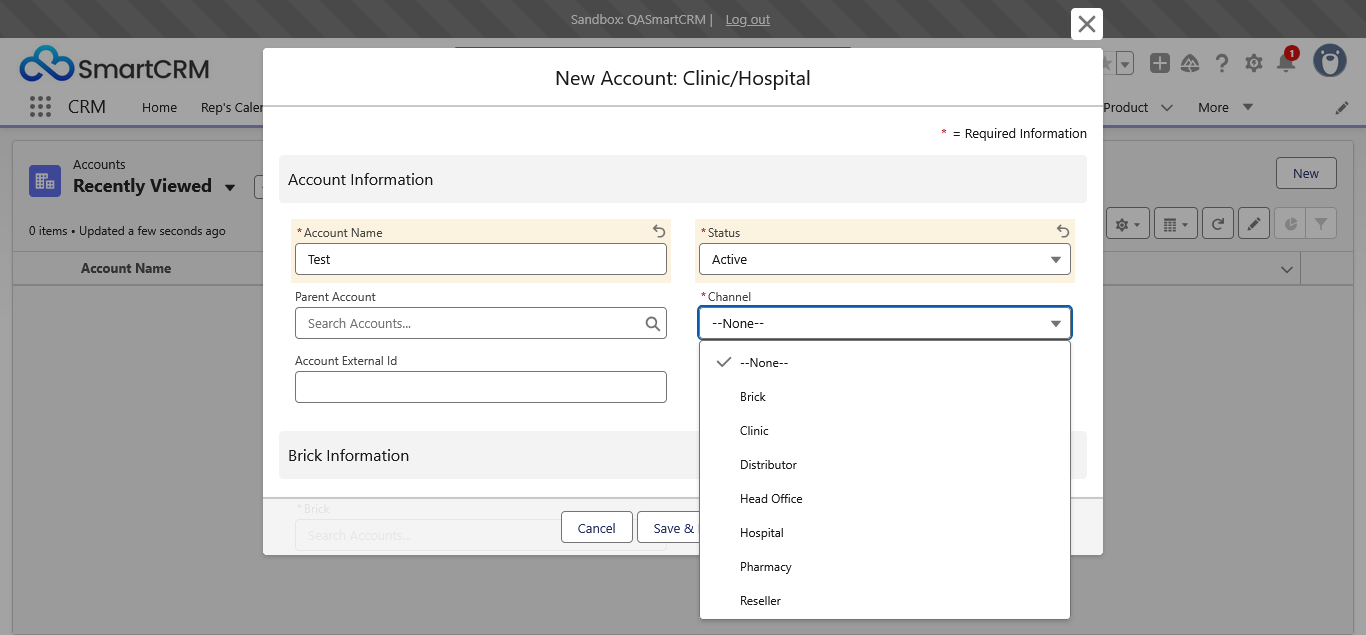 Sandbox: QASmartCRM | Log out
SmartCRM
1
CRM
Home
Rep's Caler
Product
More
Accounts
Recently Viewed
New
0 items • Updated a few seconds ago
Account Name
New Account: Clinic/Hospital
* = Required Information
Account Information
*Account Name
Test
*Status
Active
Parent Account
Search Accounts...
*Channel
--None--
--None--
Brick
Clinic
Distributor
Head Office
Hospital
Pharmacy
Reseller
Account External Id
Brick Information
*Brick
Search Accounts...
Cancel
Save &